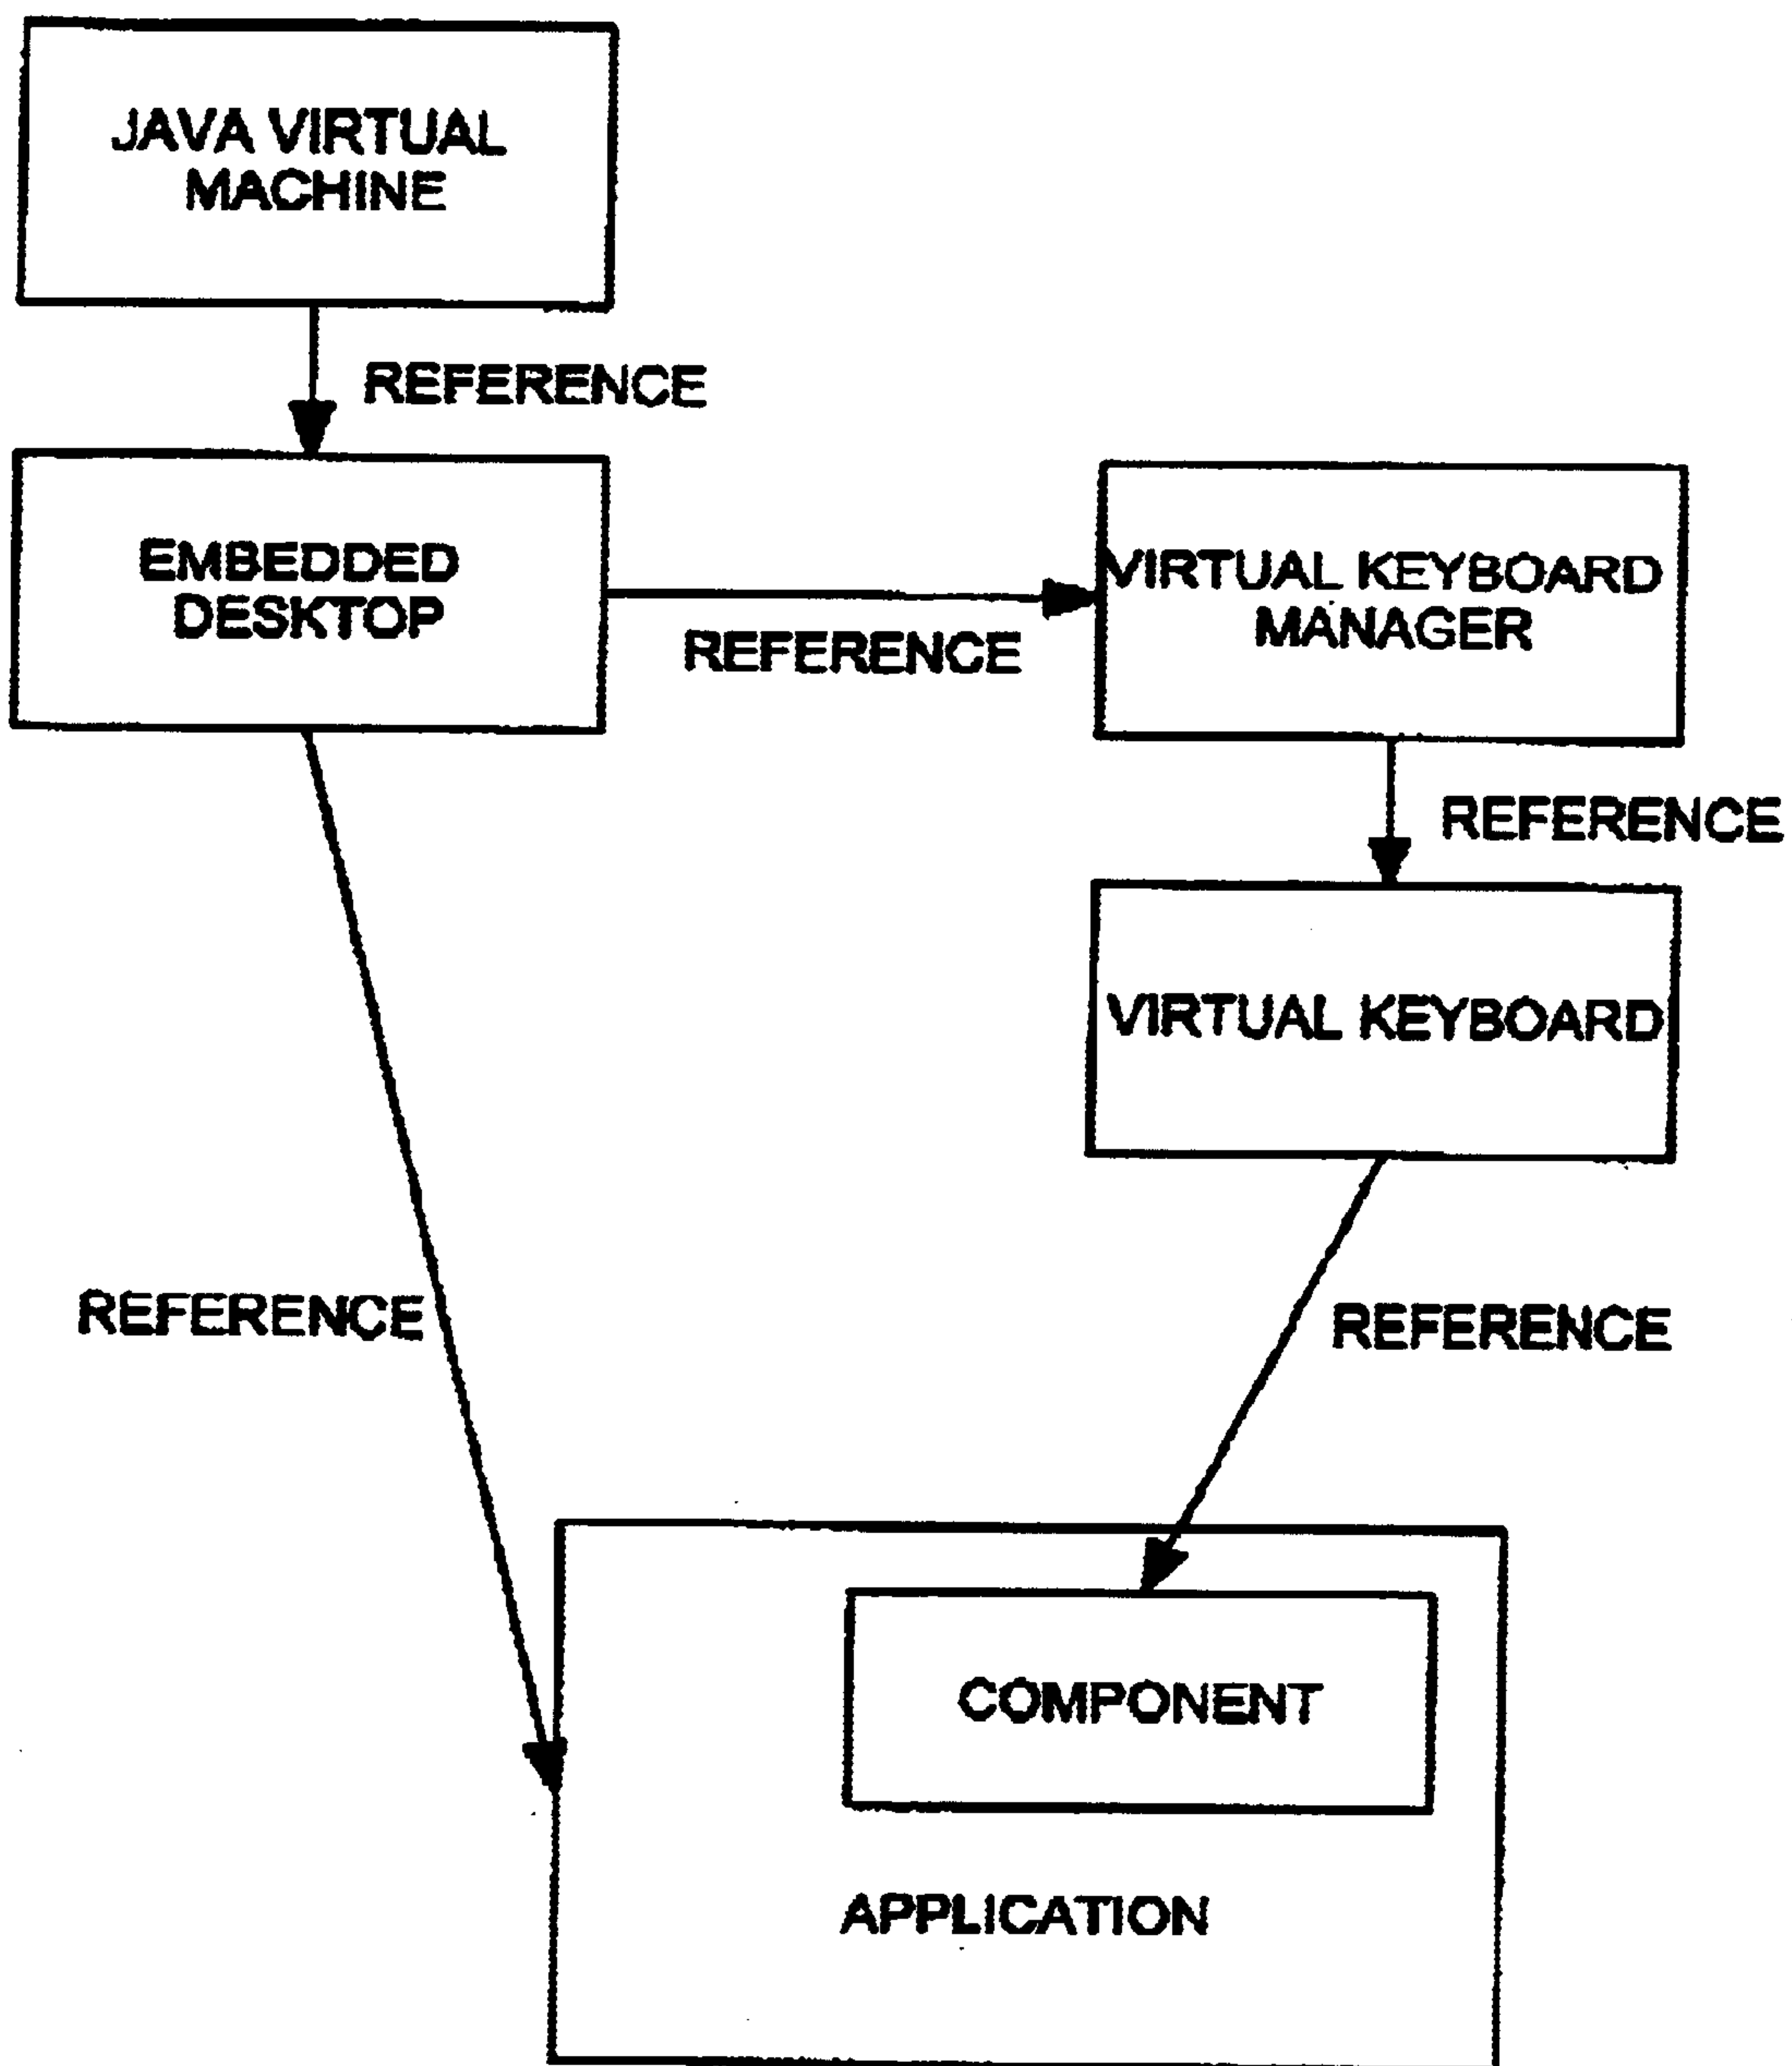 JAVA VIRTUAL
MACHINE
REFERENCE
EMBEDDED
DESKTOP
REFERENCE
VIRTUAL KEYBOARD
MANAGER
REFERENCE
VIRTUAL KEYBOARD
REFERENCE
REFERENCE
COMPONENT
APPLICATION